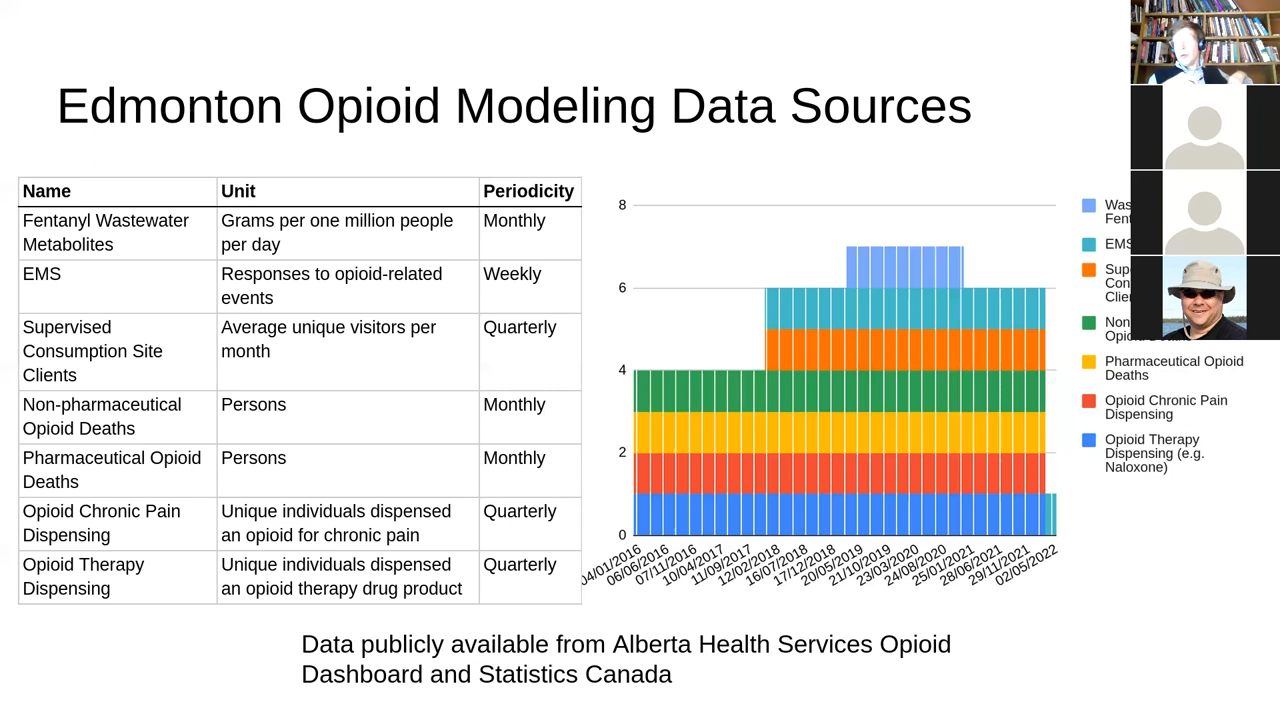 Edmonton Opioid Modeling Data Sources
Name Unit Periodicity
Fentanyl Wastewater Metabolites Grams per one million people per day Monthly
EMS Responses to opioid-related events Weekly
Supervised Consumption Site Clients Average unique visitors per month Quarterly
Non-pharmaceutical Opioid Deaths Persons Monthly
Pharmaceutical Opioid Deaths Persons Monthly
Opioid Chronic Pain Dispensing Unique individuals dispensed an opioid for chronic pain Quarterly
Opioid Therapy Dispensing Unique individuals dispensed an opioid therapy drug product Quarterly
8
6
4
2
0
04/01/2016
06/06/2016
07/11/2016
10/04/2017
11/09/2017
12/02/2018
16/07/2018
17/12/2018
20/05/2019
21/10/2019
23/03/2020
24/08/2020
25/01/2021
28/06/2021
29/11/2021
02/05/2022
EMS
Pharmaceutical Opioid
Deaths
Opioid Chronic Pain
Dispensing
Opioid Therapy
Dispensing (e.g.
Naloxone)
Data publicly available from Alberta Health Services Opioid
Dashboard and Statistics Canada